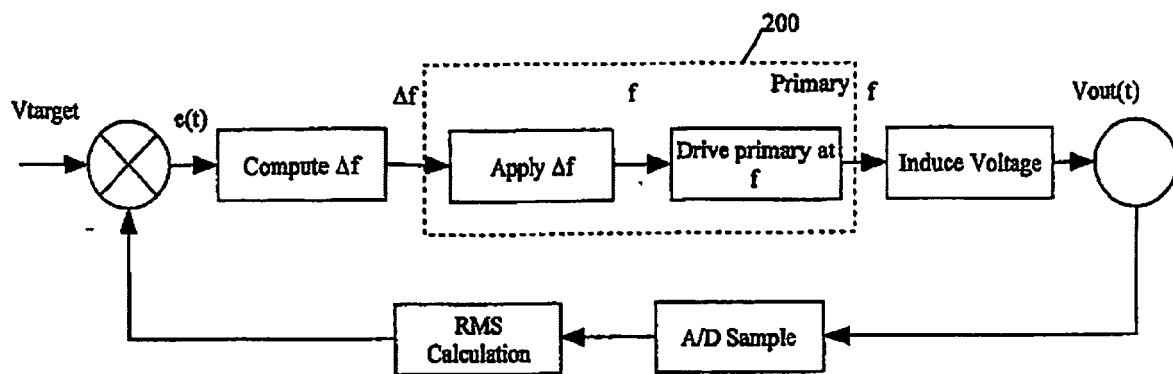 200
Δf
f
Primary
f
Vout(t)
Vtarget
e(t)
Compute Δf
Apply Δf
Drive primary at
f
Induce Voltage
RMS
Calculation
A/D Sample